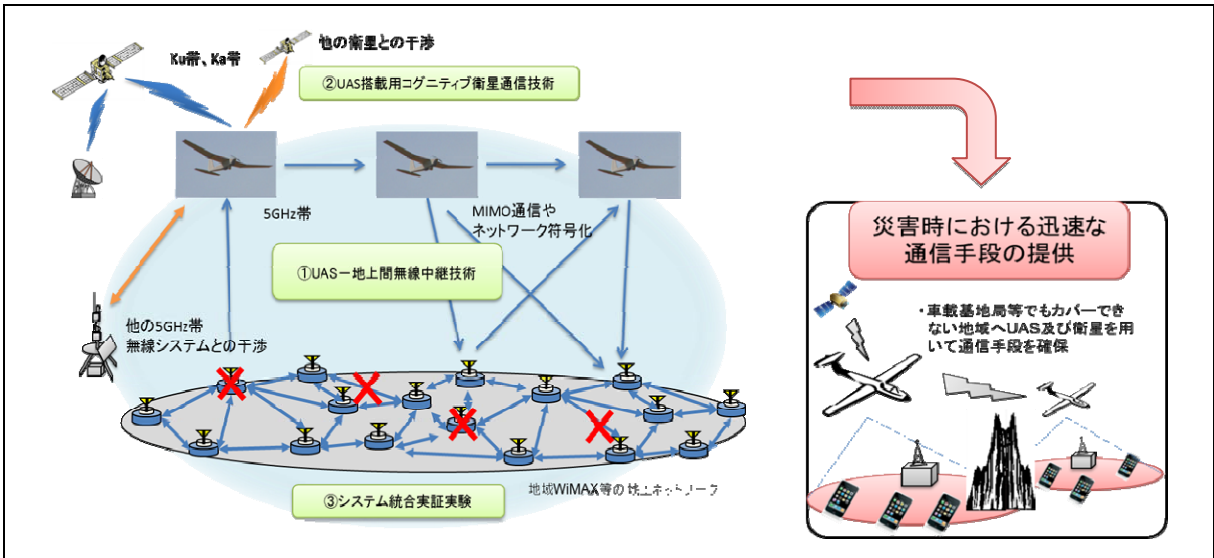 Ku帯、Ka帯
他の衛星との干渉
②UAS搭載用コグニティブ衛星通信技術
5GHz帯
MIMO通信や
ネットワーク符号化
①UAS－地上間無線中継技術
他の5GHz帯
無線システムとの干渉
地域WiMAX等の地上ネットワーク
③システム統合実証実験
災害時における迅速な
通信手段の提供
・車載基地局等でもカバーでき
ない地域へUAS及び衛星を用
いて通信手段を確保